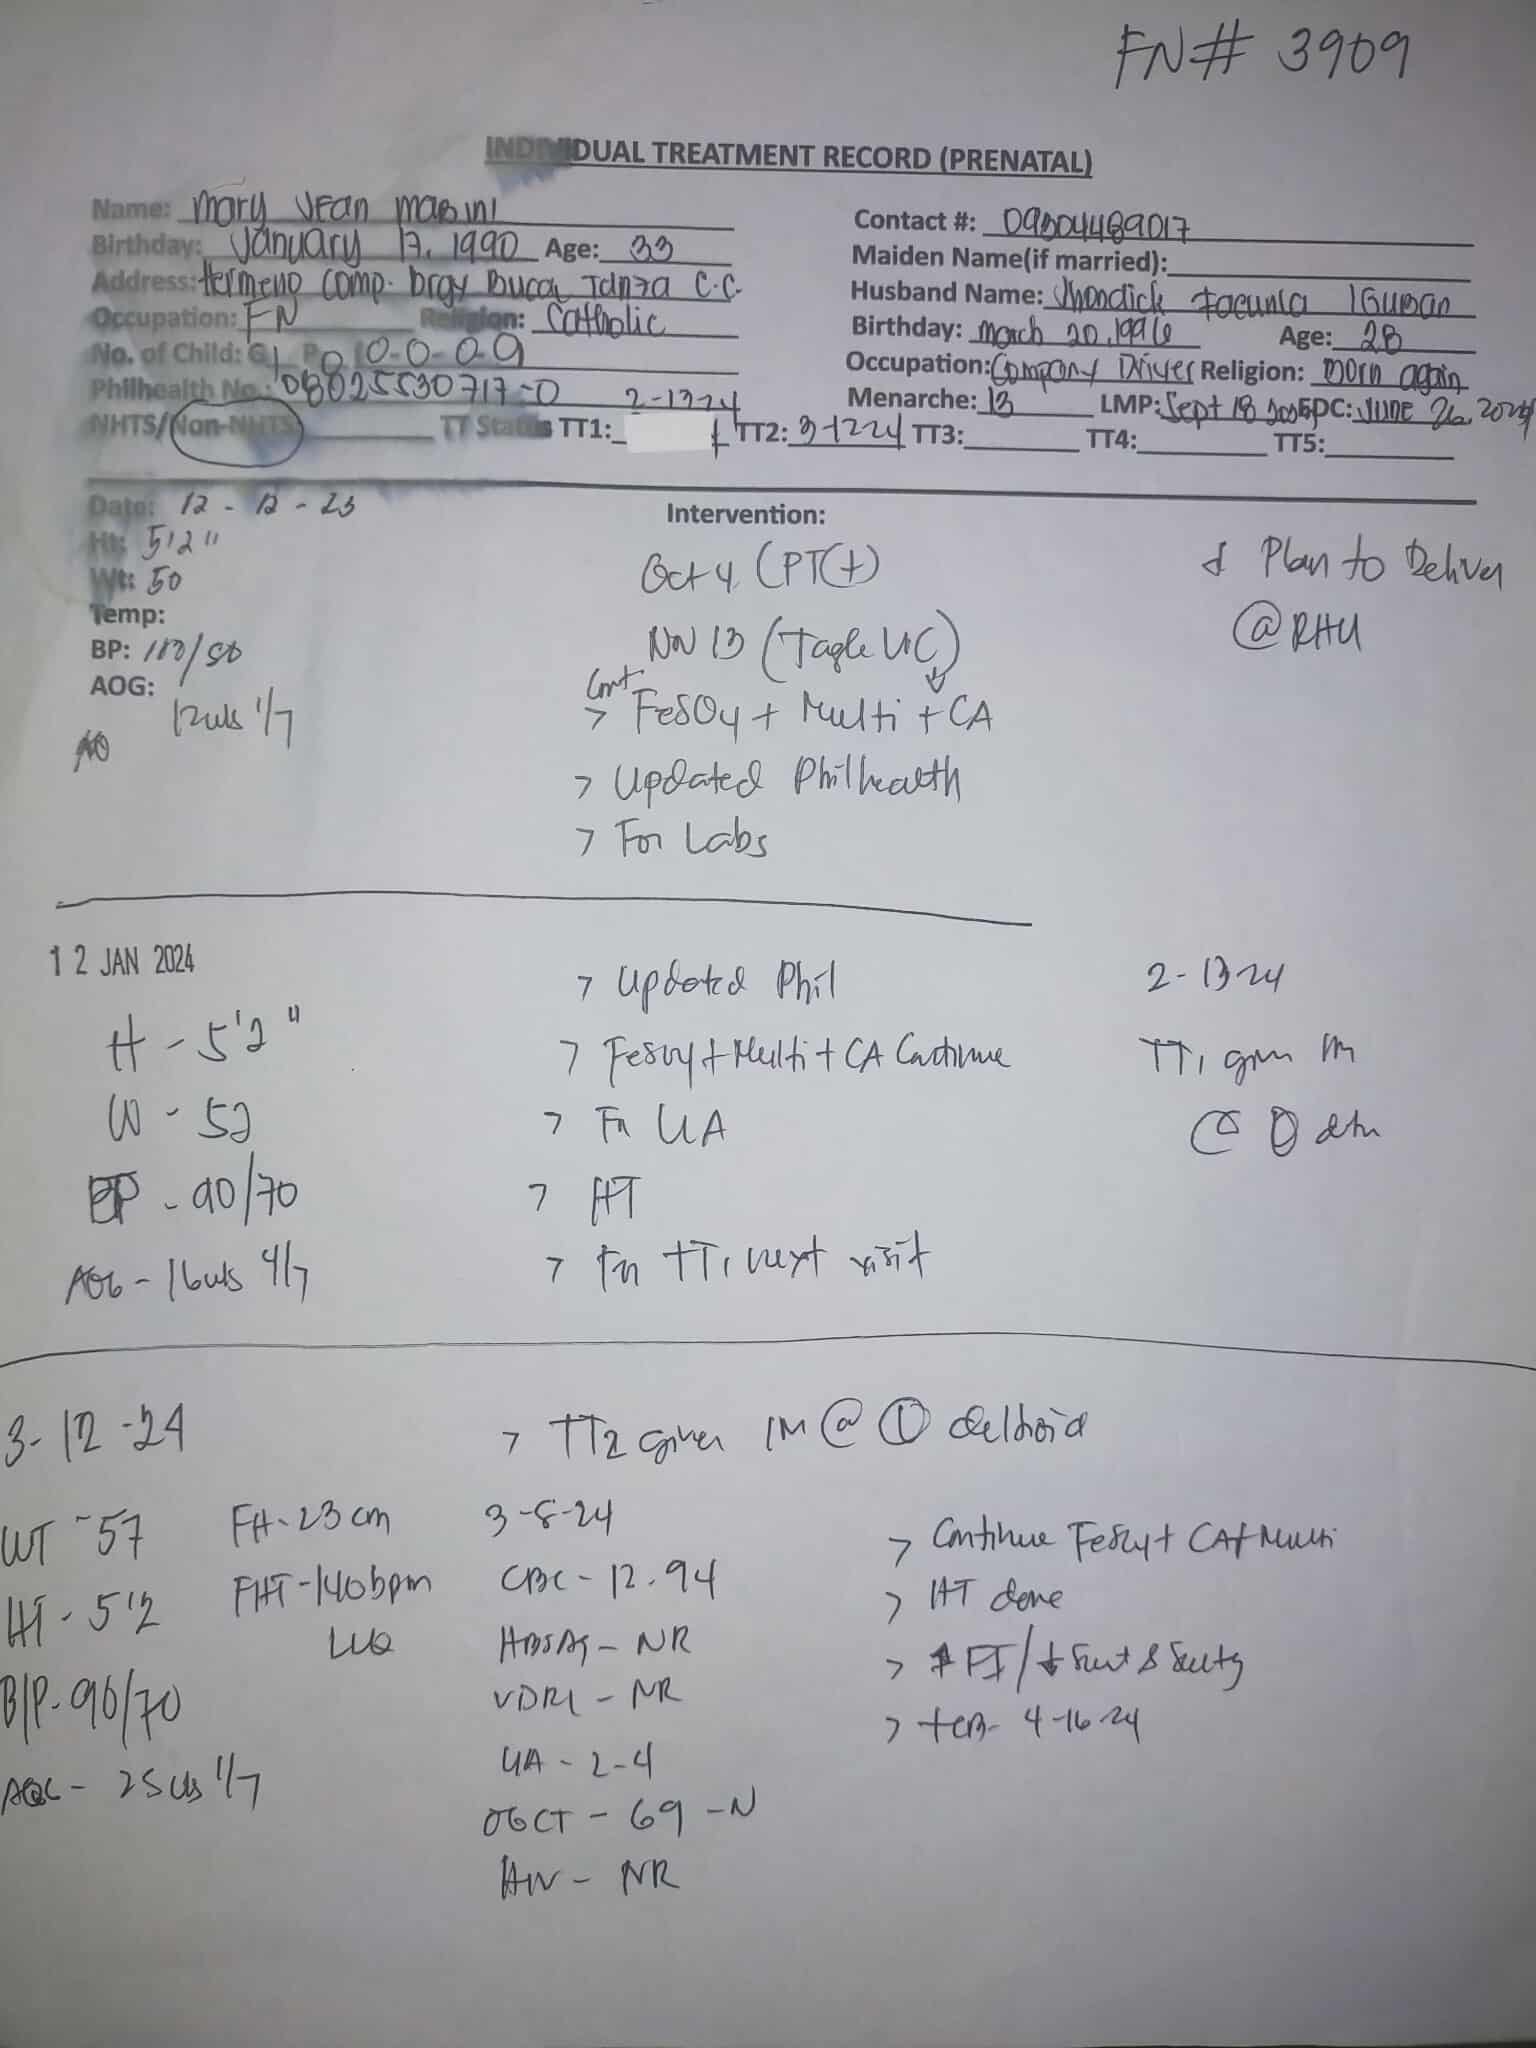 FN# 3909
INDIVIDUAL TREATMENT RECORD (PRENATAL)
Name: Mary Jean Mabini
Contact #: 09304489017
Birthday: January 17, 1990 Age: 33
Maiden Name(if married):
Address: Hermeno Comp. brgy Bucal Tanza C.C.
Husband Name: Jhondick Facunla Iguban
Occupation: FN Religion: Catholic
Birthday: March 20, 1996 Age: 28
No. of Child: G1 P0 (0-0-0-0)
Occupation: Company Driver Religion: Born again
Philhealth No.: 08025530717-0 2-13-24
Menarche: 13 LMP: Sept 18 EDC: June 26, 2024
NHTS/Non-NHTS TT Status TT1: TT2: 3-12-24 TT3: TT4: TT5:
Date: 12-12-23
Intervention:
Ht: 5'2"
Wt: 50
Temp:
BP: 110/80
AOG: 12wks 1/7
Oct 4 (PT(+)
Nov 13 (Tagle UC)
Cont
> FeSO4 + Multi + CA
> Updated Philhealth
> For Labs
Plan to Deliver
@ RHU
12 JAN 2024
H - 5'2"
W - 52
BP - 90/70
AOG - 16wks 4/7
> Updated Phil
> FeSO4 + Multi + CA Continue
> For UA
> HT
> For TT1 next visit
2-13-24
TT1 given IM
3-12-24
> TT2 given IM @ (L) deltoid
WT - 57
HT - 5'2
B/P - 90/70
AOG - 25wks 1/7
FH - 23 cm
FHT - 140bpm
LLQ
3-8-24
CBC - 12.94
HBSAg - NR
VDRL - NR
UA - 2-4
OGCT - 69 - N
HIV - NR
> Continue FeSO4 + CA + Multi
> HT done
> TCB - 4-16-24